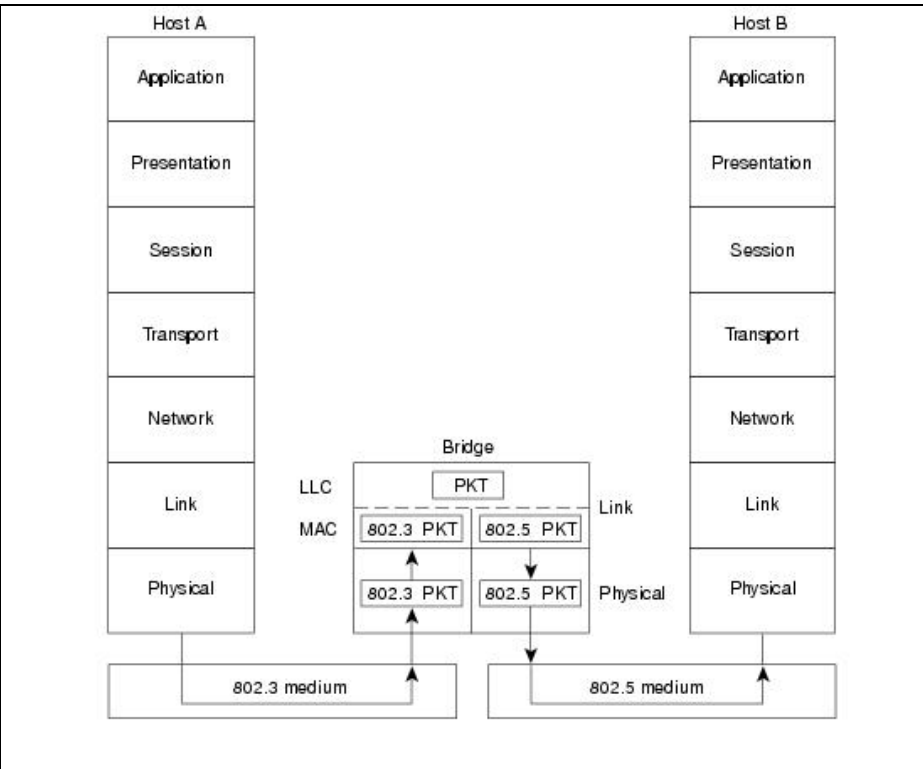 Host A
Host B
Application
Application
Presentation
Presentation
Session
Session
Transport
Transport
Network
Network
Bridge
LLC
PKT
Link
Link
Link
MAC
802.3 PKT
802.5 PKT
Physical
802.3 PKT
802.5 PKT
Physical
Physical
802.3 medium
802.5 medium